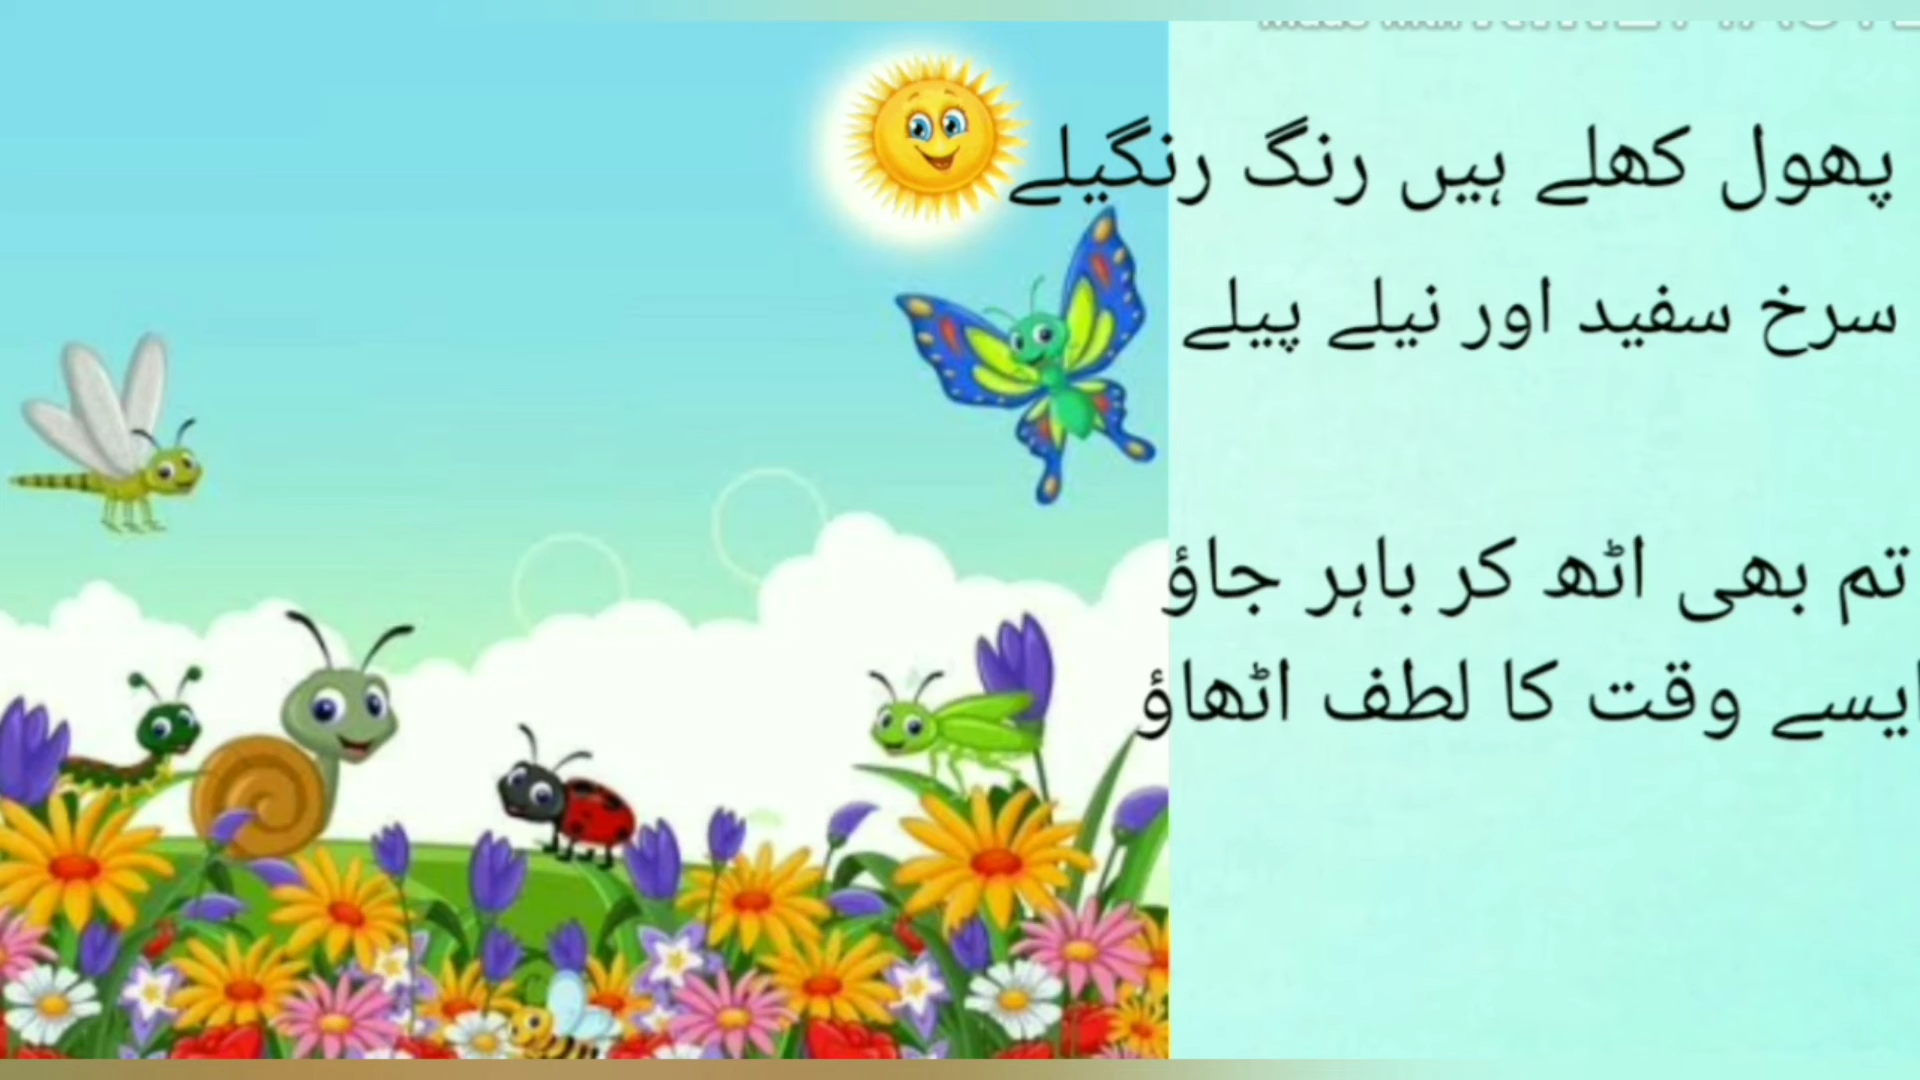 پھول کھلے ہیں رنگ رنگیلے
سرخ سفید اور نیلے پیلے
تم بھی اٹھ کر باہر جاؤ
ایسے وقت کا لطف اٹھاؤ